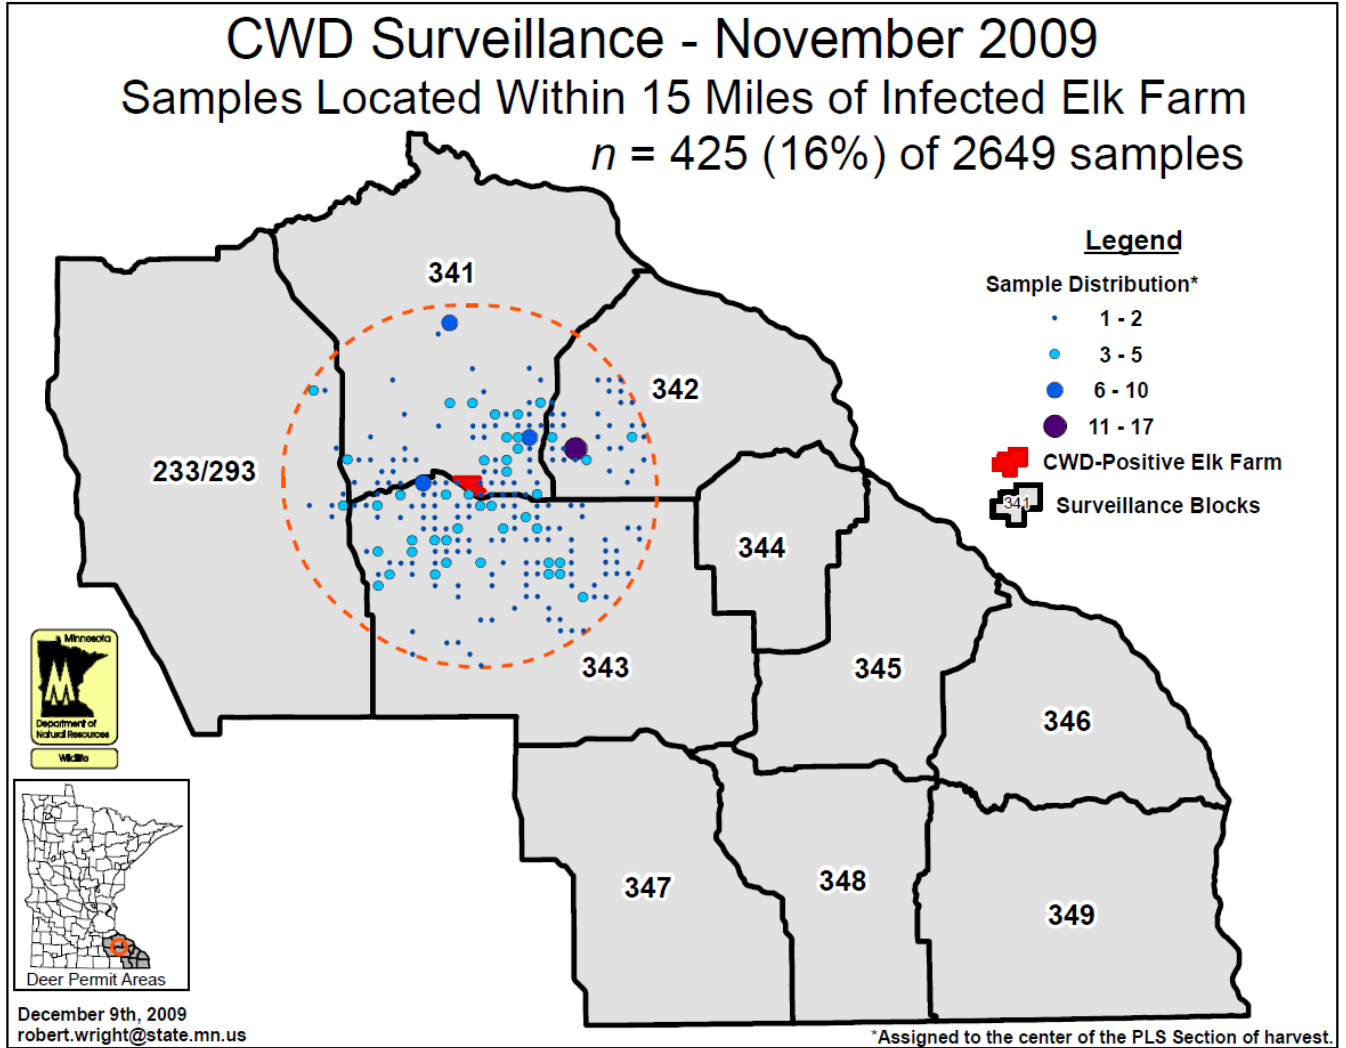 CWD Surveillance - November 2009
Samples Located Within 15 Miles of Infected Elk Farm
n = 425 (16%) of 2649 samples
Legend
Sample Distribution*
1 - 2
3 - 5
6 - 10
11 - 17
CWD-Positive Elk Farm
341
Surveillance Blocks
341
342
233/293
344
343
345
346
347
348
349
Minnesota
Department of
Natural Resources
Wildlife
Deer Permit Areas
December 9th, 2009
robert.wright@state.mn.us
*Assigned to the center of the PLS Section of harvest.